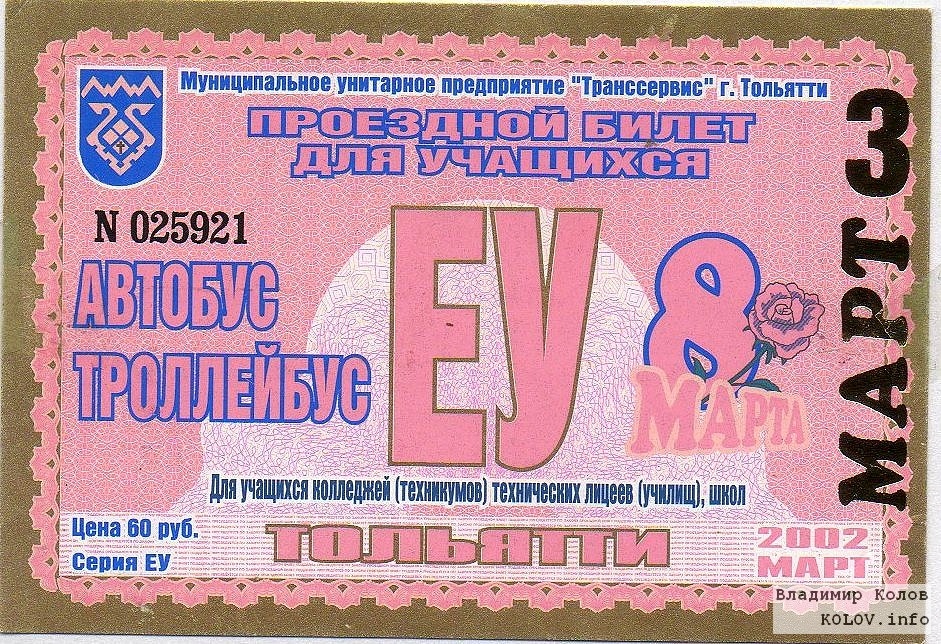 Муниципальное унитарное предприятие "Транссервис" г. Тольятти
ПРОЕЗДНОЙ БИЛЕТ
ДЛЯ УЧАЩИХСЯ
N 025921
АВТОБУС
ТРОЛЛЕЙБУС
ЕУ
8
МАРТА
МАРТ 3
Для учащихся колледжей (техникумов) технических лицеев (училищ), школ
Цена 60 руб.
Серия ЕУ
ТОЛЬЯТТИ
2002
МАРТ
Владимир Колов
KOLOV.info